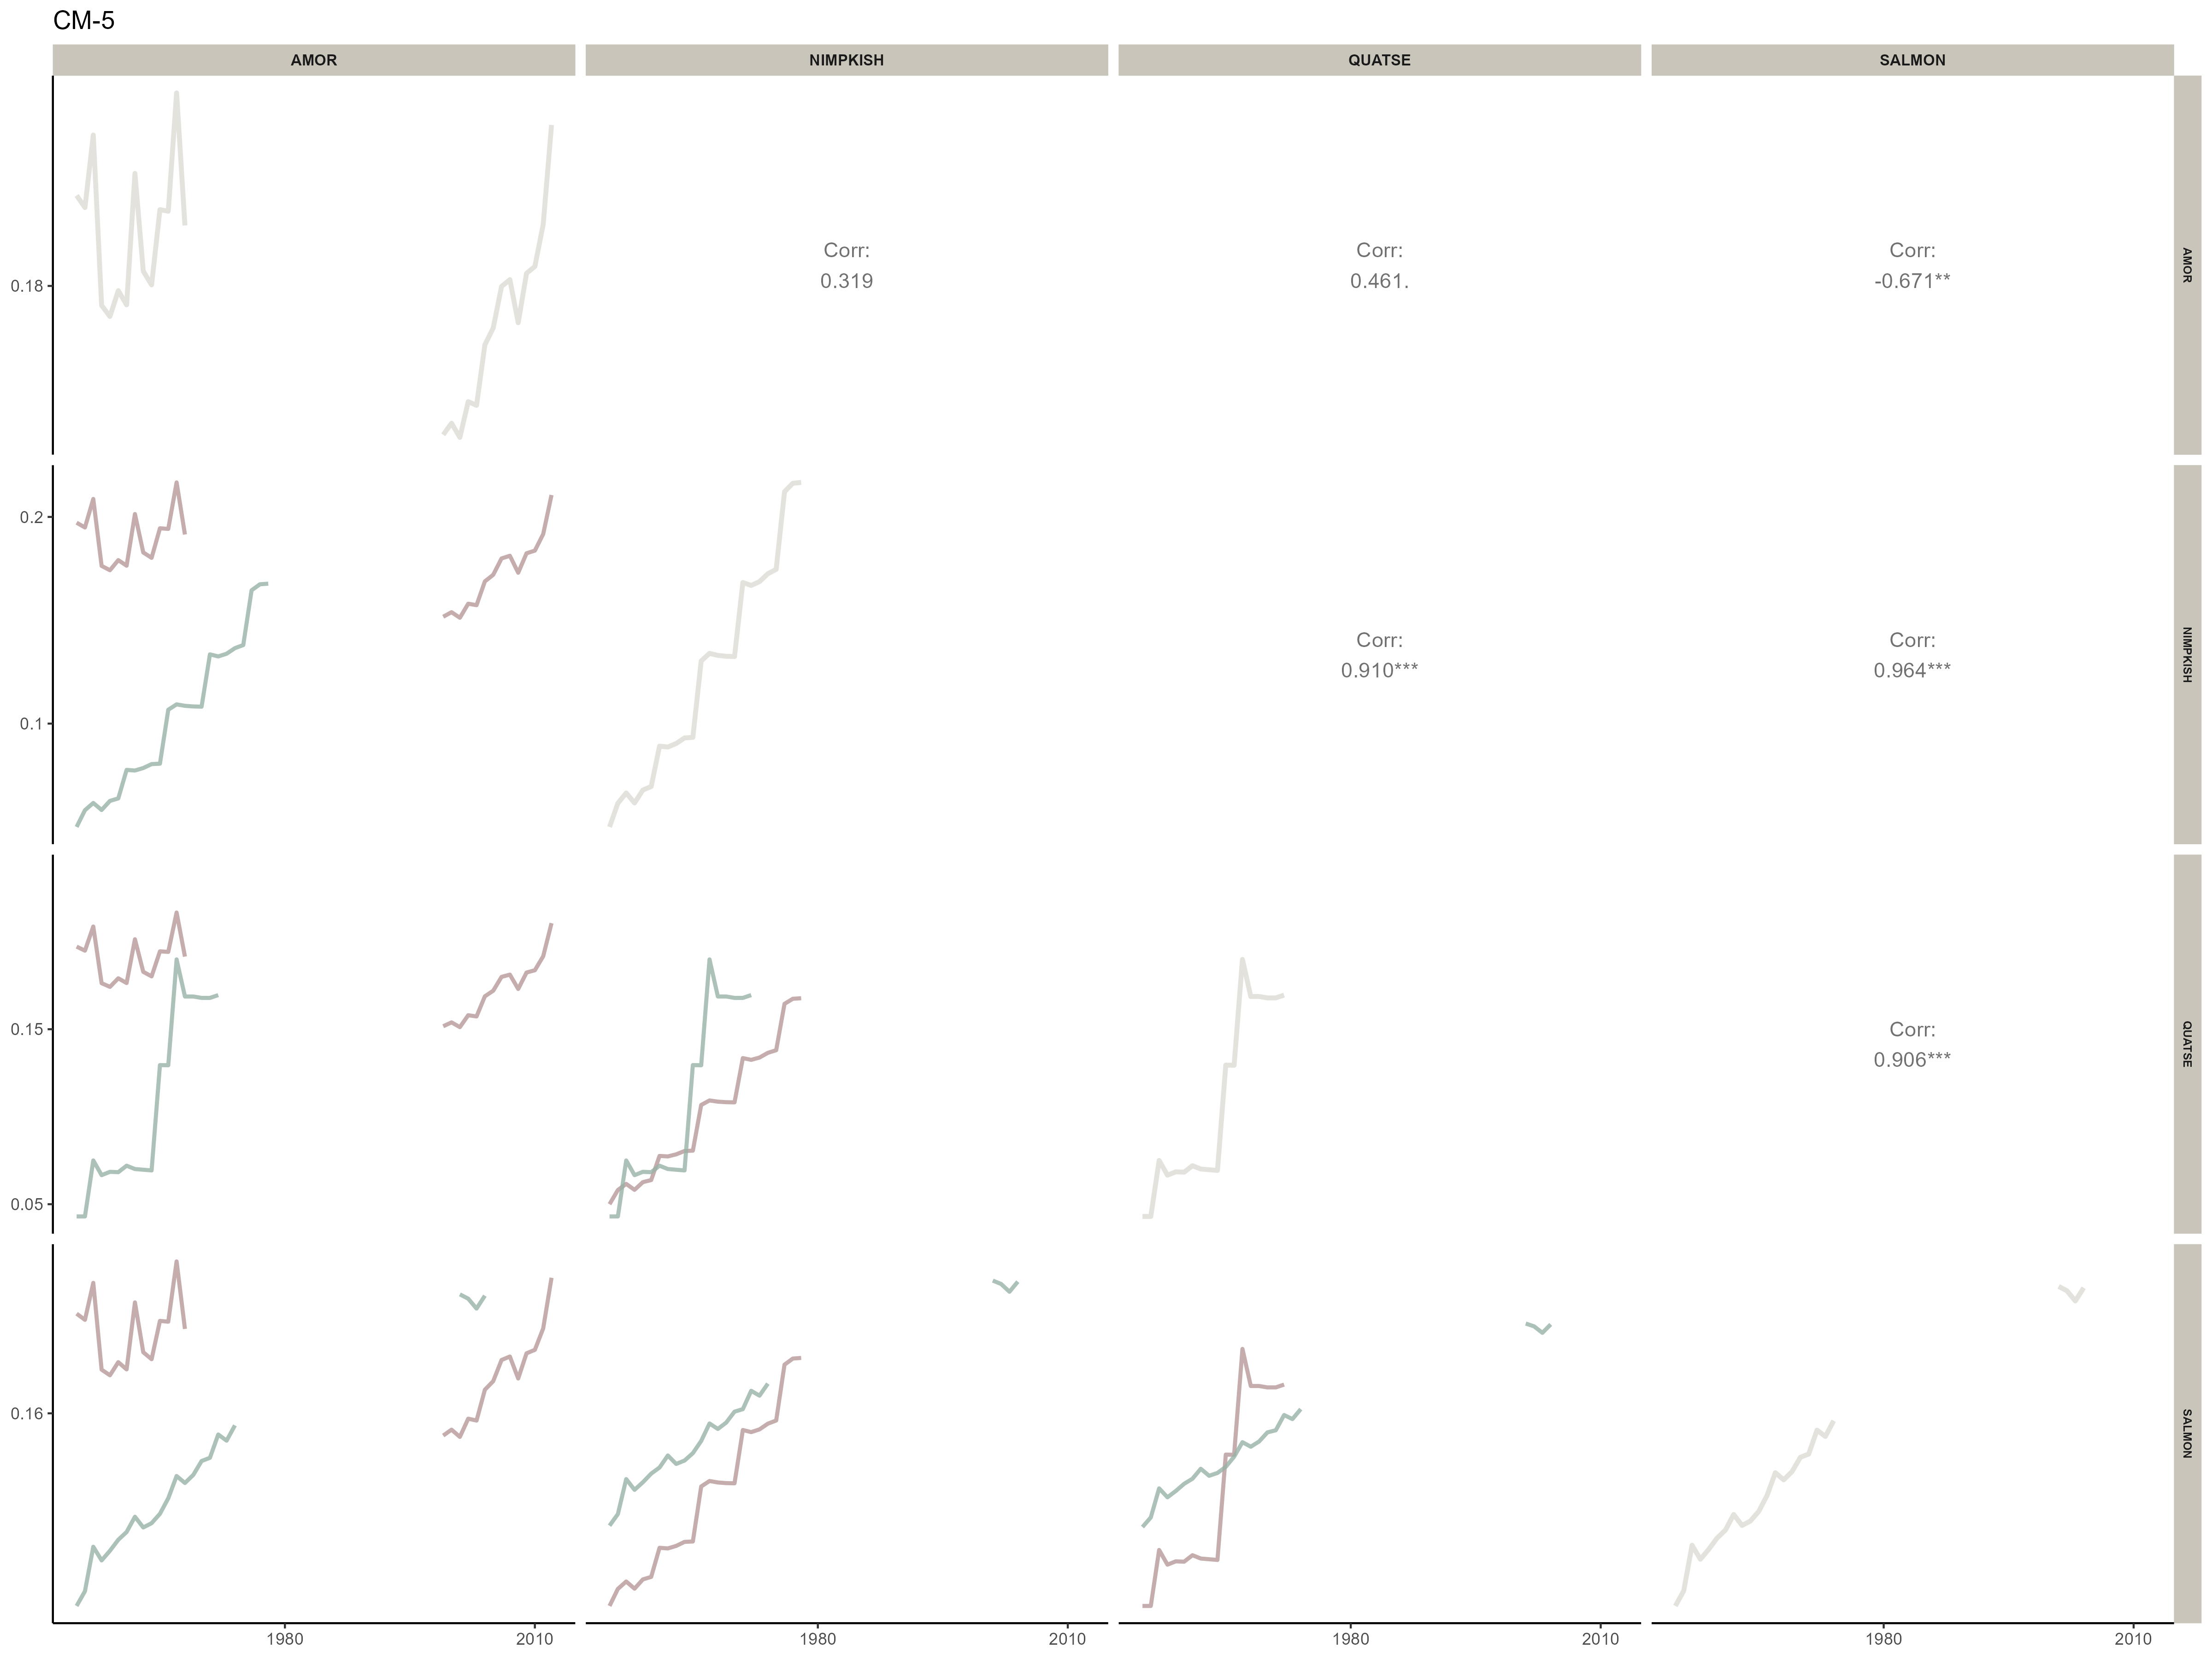 CM-5
AMOR
NIMPKISH
QUATSE
SALMON
0.18
Corr:
0.319
Corr:
0.461.
Corr:
-0.671**
AMOR
0.2
0.1
Corr:
0.910***
Corr:
0.964***
NIMPKISH
0.15
0.05
Corr:
0.906***
QUATSE
0.16
SALMON
1980
2010
1980
2010
1980
2010
1980
2010